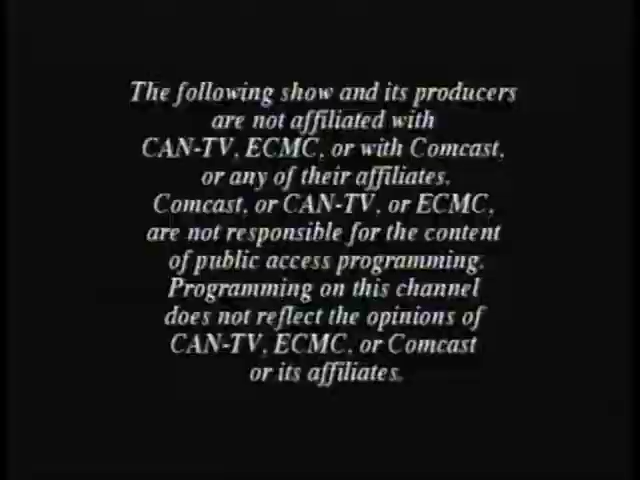 The following show and its producers
are not affiliated with
CAN-TV, ECMC, or with Comcast,
or any of their affiliates.
Comcast, or CAN-TV, or ECMC,
are not responsible for the content
of public access programming.
Programming on this channel
does not reflect the opinions of
CAN-TV, ECMC, or Comcast
or its affiliates.